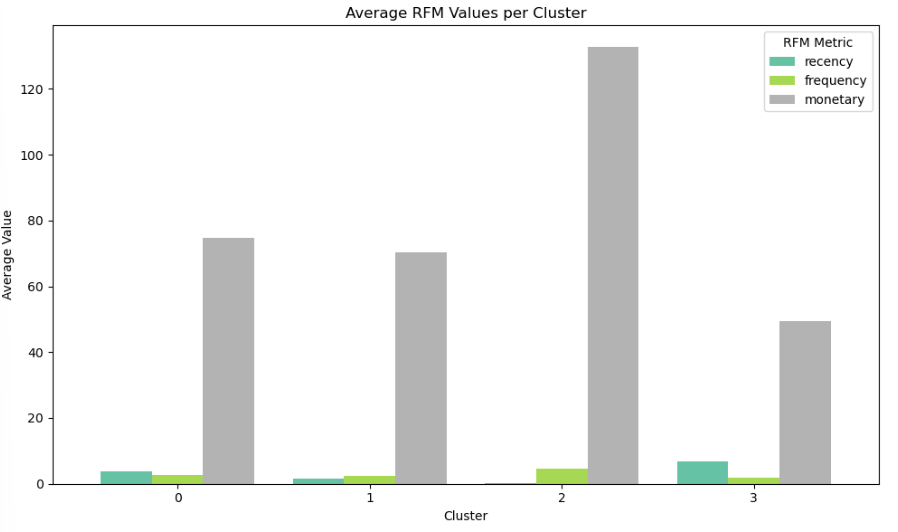 Average RFM Values per Cluster
RFM Metric
recency
frequency
monetary
Average Value
120
100
80
60
40
20
0
0 1 2 3
Cluster